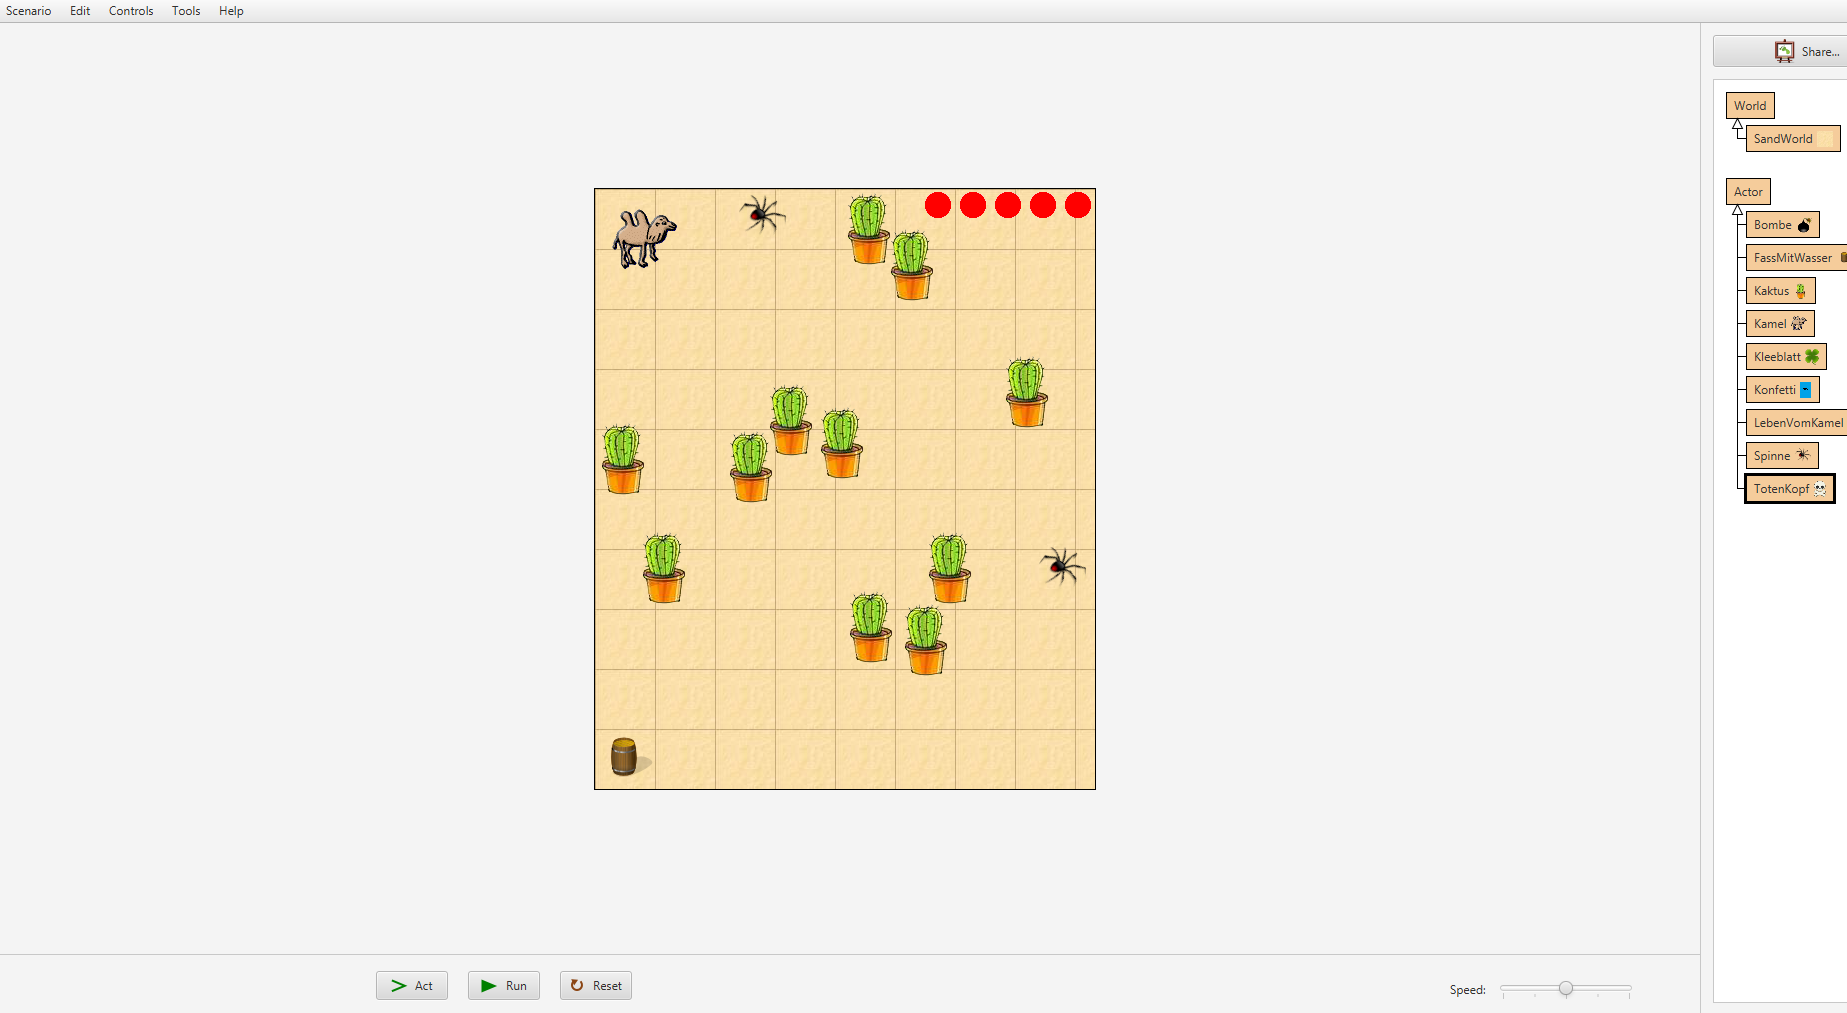 Scenario Edit Controls Tools Help
Share...
World
SandWorld
Actor
Bombe
FassMitWasser
Kaktus
Kamel
Kleeblatt
Konfetti
LebenVomKamel
Spinne
TotenKopf
Act Run Reset
Speed: